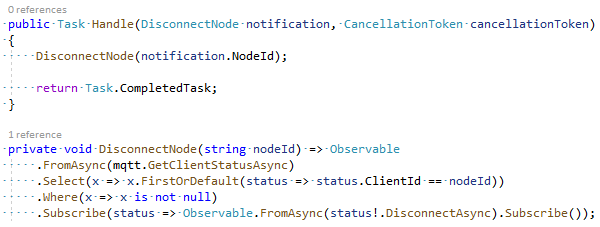 0 references
public Task Handle(DisconnectNode notification, CancellationToken cancellationToken)
{
    DisconnectNode(notification.NodeId);

    return Task.CompletedTask;
}

1 reference
private void DisconnectNode(string nodeId) => Observable
    .FromAsync(mqtt.GetClientStatusAsync)
    .Select(x => x.FirstOrDefault(status => status.ClientId == nodeId))
    .Where(x => x is not null)
    .Subscribe(status => Observable.FromAsync(status!.DisconnectAsync).Subscribe());